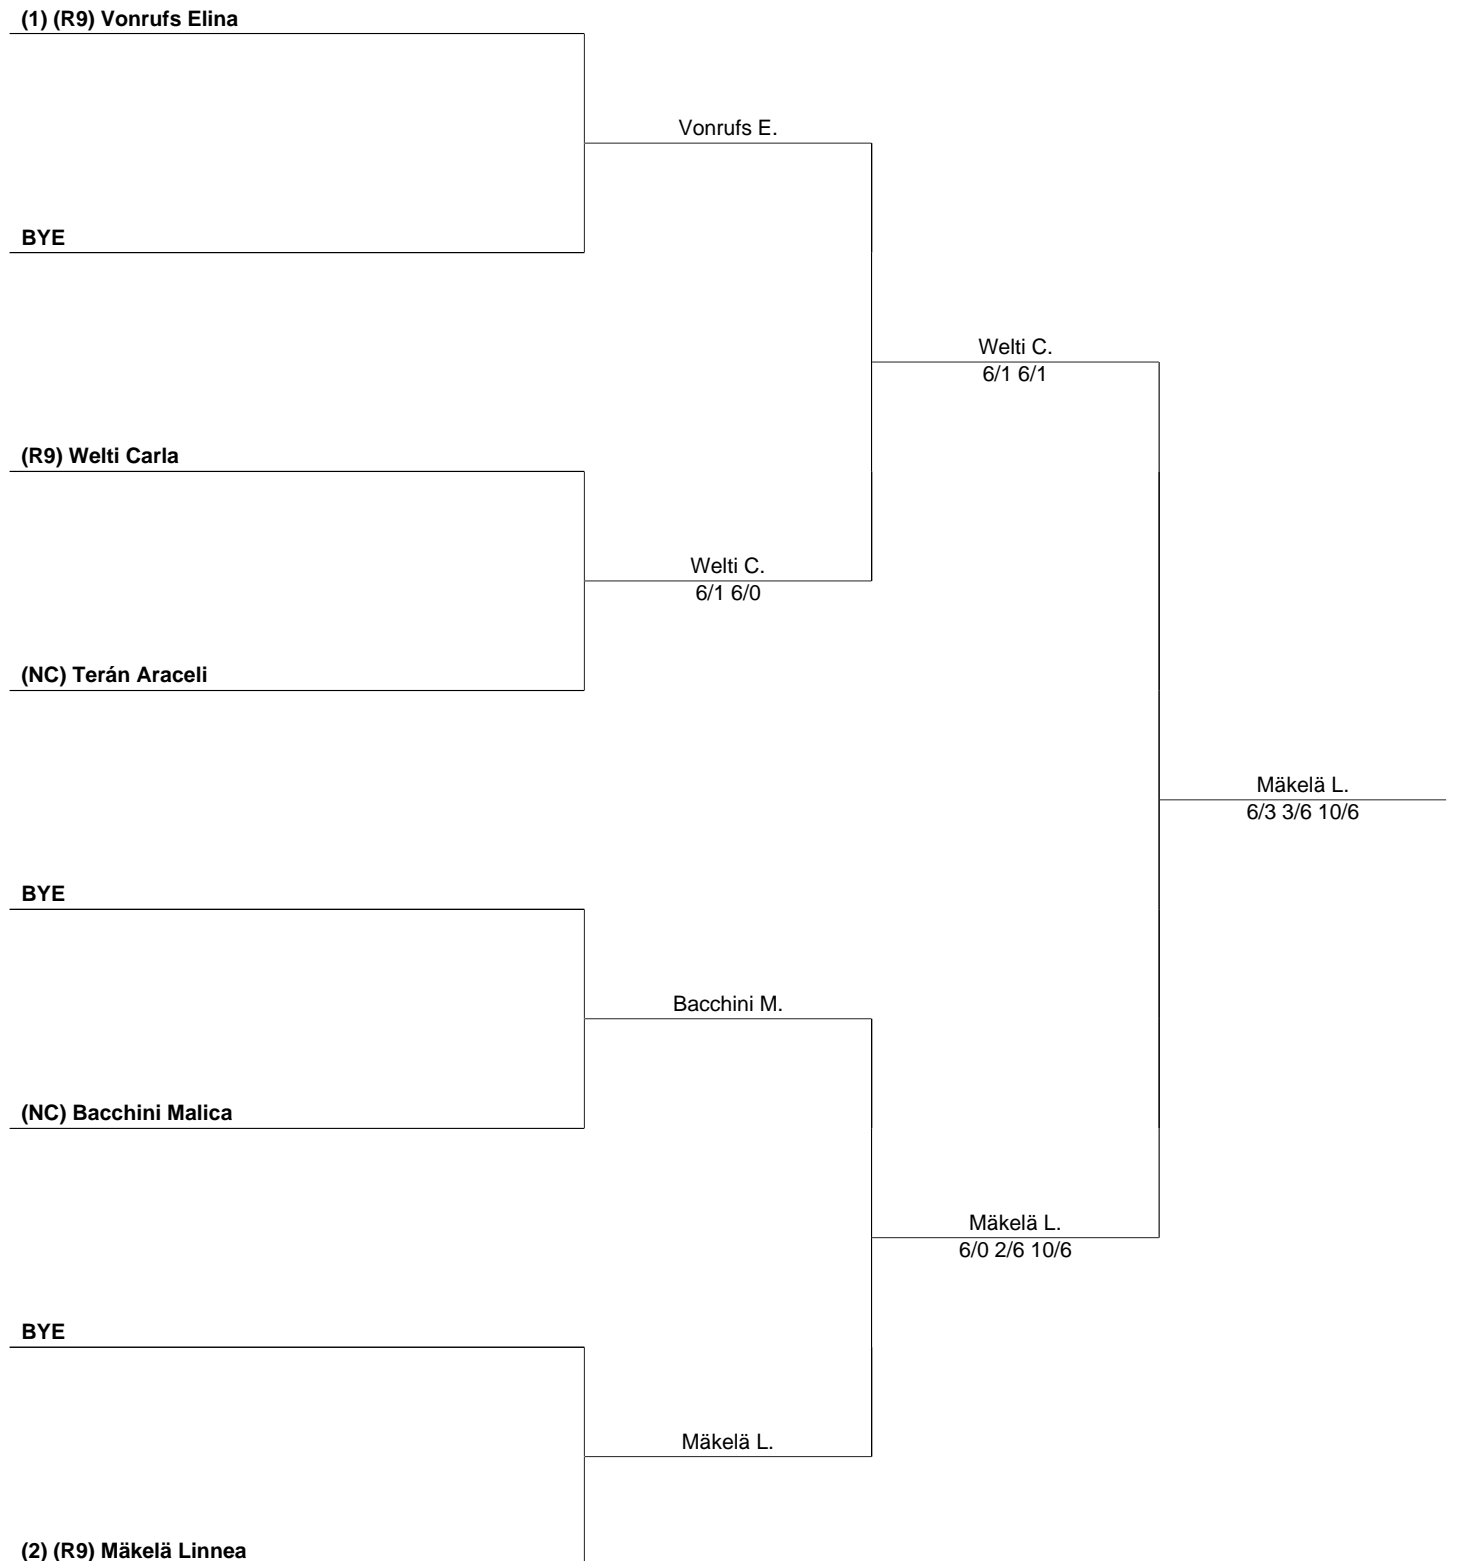 (1) (R9) Vonrufs Elina
Vonrufs E.
BYE
Welti C.
6/1 6/1
(R9) Welti Carla
Welti C.
6/1 6/0
(NC) Terán Araceli
Mäkelä L.
6/3 3/6 10/6
BYE
Bacchini M.
(NC) Bacchini Malica
Mäkelä L.
6/0 2/6 10/6
BYE
Mäkelä L.
(2) (R9) Mäkelä Linnea